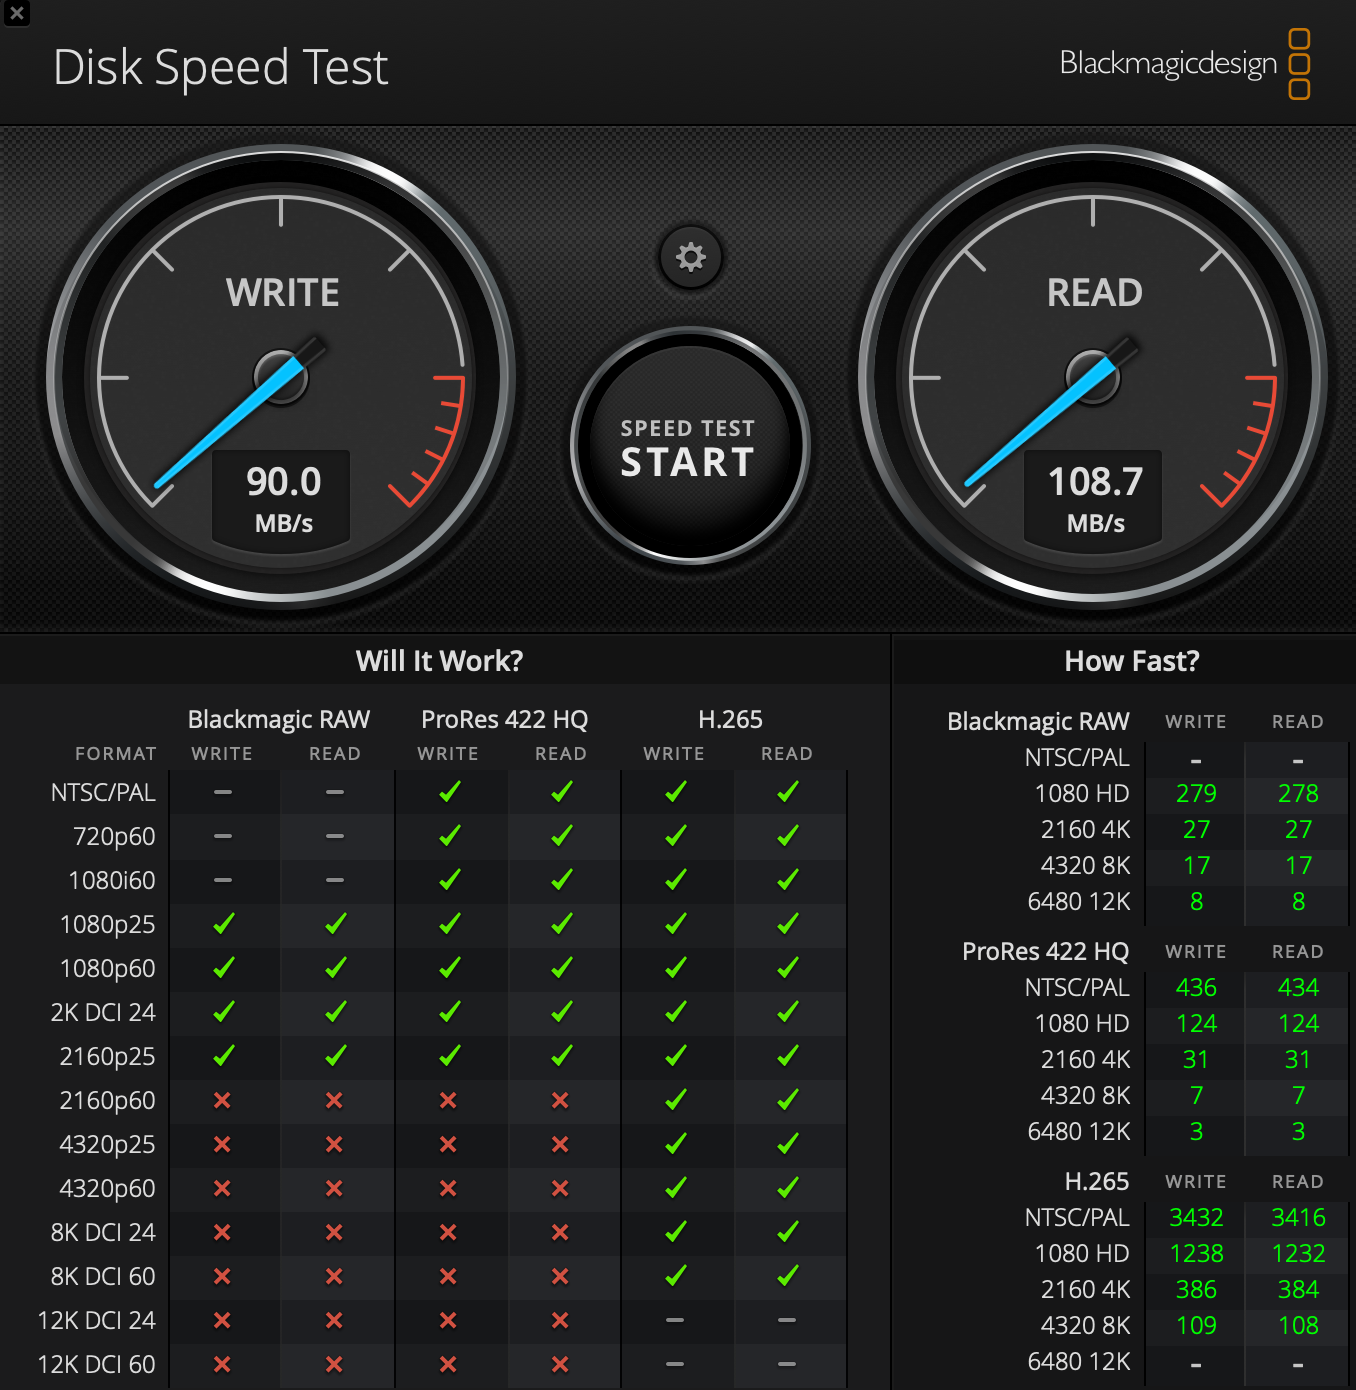 Disk Speed Test
Blackmagicdesign
WRITE
90.0
MB/s
SPEED TEST
START
READ
108.7
MB/s
Will It Work?
Blackmagic RAW ProRes 422 HQ H.265
FORMAT WRITE READ WRITE READ WRITE READ
NTSC/PAL – – ✓ ✓ ✓ ✓
720p60 – – ✓ ✓ ✓ ✓
1080i60 – – ✓ ✓ ✓ ✓
1080p25 ✓ ✓ ✓ ✓ ✓ ✓
1080p60 ✓ ✓ ✓ ✓ ✓ ✓
2K DCI 24 ✓ ✓ ✓ ✓ ✓ ✓
2160p25 ✓ ✓ ✓ ✓ ✓ ✓
2160p60 ✗ ✗ ✗ ✗ ✓ ✓
4320p25 ✗ ✗ ✗ ✗ ✓ ✓
4320p60 ✗ ✗ ✗ ✗ ✓ ✓
8K DCI 24 ✗ ✗ ✗ ✗ ✓ ✓
8K DCI 60 ✗ ✗ ✗ ✗ ✓ ✓
12K DCI 24 ✗ ✗ ✗ ✗ – –
12K DCI 60 ✗ ✗ ✗ ✗ – –
How Fast?
Blackmagic RAW WRITE READ
NTSC/PAL - -
1080 HD 279 278
2160 4K 27 27
4320 8K 17 17
6480 12K 8 8
ProRes 422 HQ WRITE READ
NTSC/PAL 436 434
1080 HD 124 124
2160 4K 31 31
4320 8K 7 7
6480 12K 3 3
H.265 WRITE READ
NTSC/PAL 3432 3416
1080 HD 1238 1232
2160 4K 386 384
4320 8K 109 108
6480 12K - -